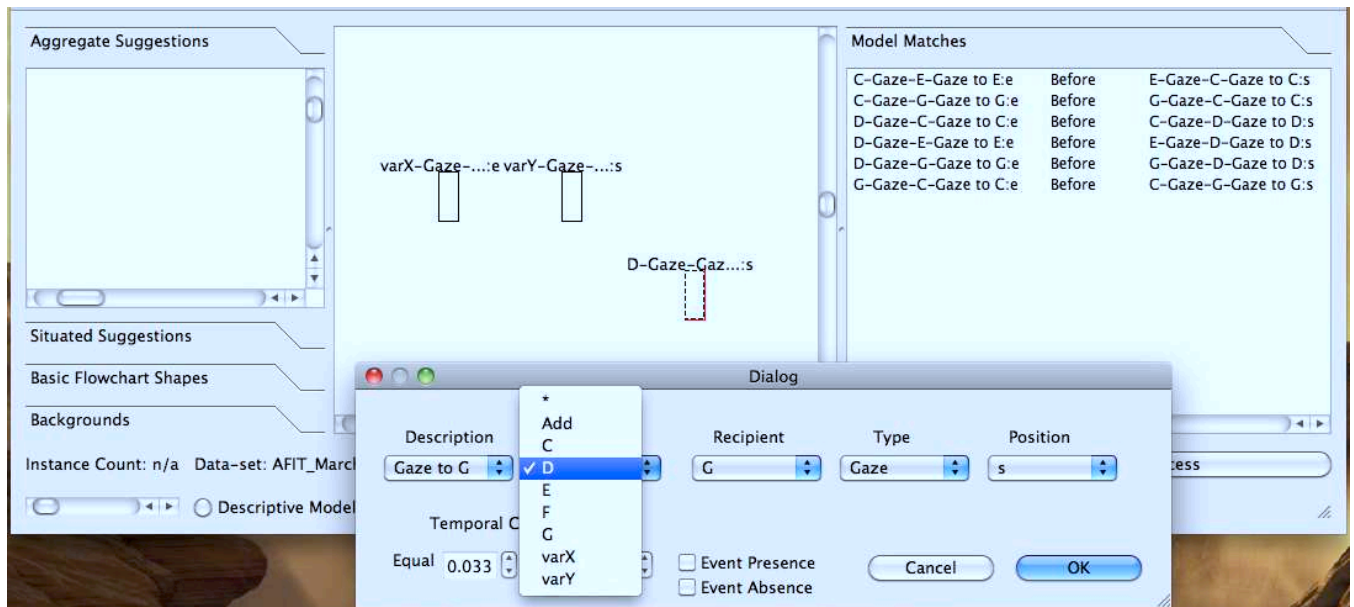 Aggregate Suggestions
Situated Suggestions
Basic Flowchart Shapes
Backgrounds
Instance Count: n/a Data-set: AFIT_March
Descriptive Model
varX-Gaze-...:e varY-Gaze-...:s
D-Gaze-Gaz...:s
Model Matches
C-Gaze-E-Gaze to E:e Before E-Gaze-C-Gaze to C:s
C-Gaze-G-Gaze to G:e Before G-Gaze-C-Gaze to C:s
D-Gaze-C-Gaze to C:e Before C-Gaze-D-Gaze to D:s
D-Gaze-E-Gaze to E:e Before E-Gaze-D-Gaze to D:s
D-Gaze-G-Gaze to G:e Before G-Gaze-D-Gaze to D:s
G-Gaze-C-Gaze to C:e Before C-Gaze-G-Gaze to G:s
cess
Dialog
Description Recipient Type Position
Gaze to G G Gaze s
*
Add
C
✓ D
E
F
G
varX
varY
Temporal C
Equal 0.033
Event Presence
Event Absence
Cancel OK